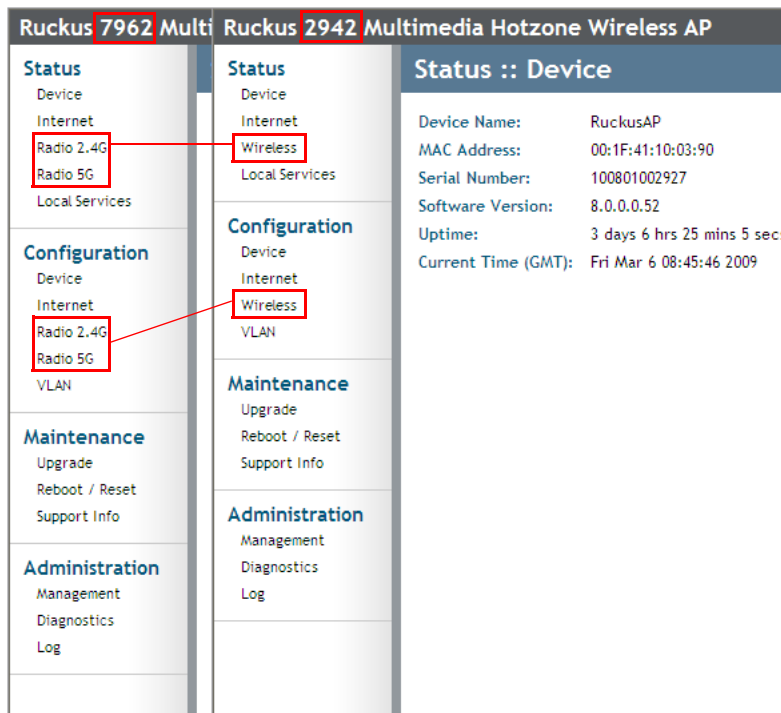 Ruckus 7962 Multi
Status
Device
Internet
Radio 2.4G
Radio 5G
Local Services
Configuration
Device
Internet
Radio 2.4G
Radio 5G
VLAN
Maintenance
Upgrade
Reboot / Reset
Support Info
Administration
Management
Diagnostics
Log
Ruckus 2942 Multimedia Hotzone Wireless AP
Status
Device
Internet
Wireless
Local Services
Configuration
Device
Internet
Wireless
VLAN
Maintenance
Upgrade
Reboot / Reset
Support Info
Administration
Management
Diagnostics
Log
Status :: Device
Device Name: RuckusAP
MAC Address: 00:1F:41:10:03:90
Serial Number: 100801002927
Software Version: 8.0.0.0.52
Uptime: 3 days 6 hrs 25 mins 5 sec
Current Time (GMT): Fri Mar 6 08:45:46 2009